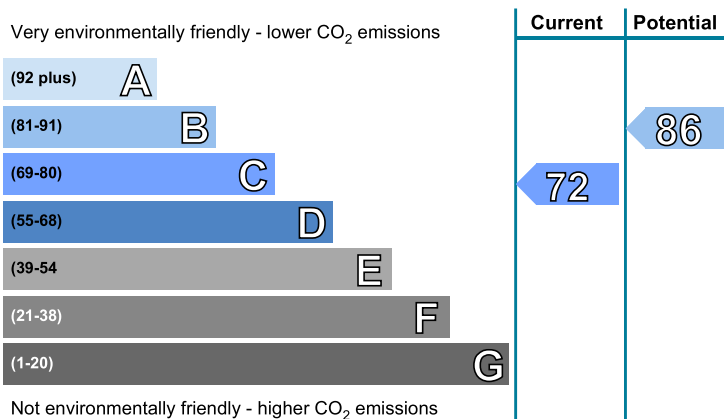 Very environmentally friendly - lower CO2 emissions
Current
Potential
(92 plus) A
(81-91) B
86
(69-80) C
72
(55-68) D
(39-54 E
(21-38) F
(1-20) G
Not environmentally friendly - higher CO2 emissions